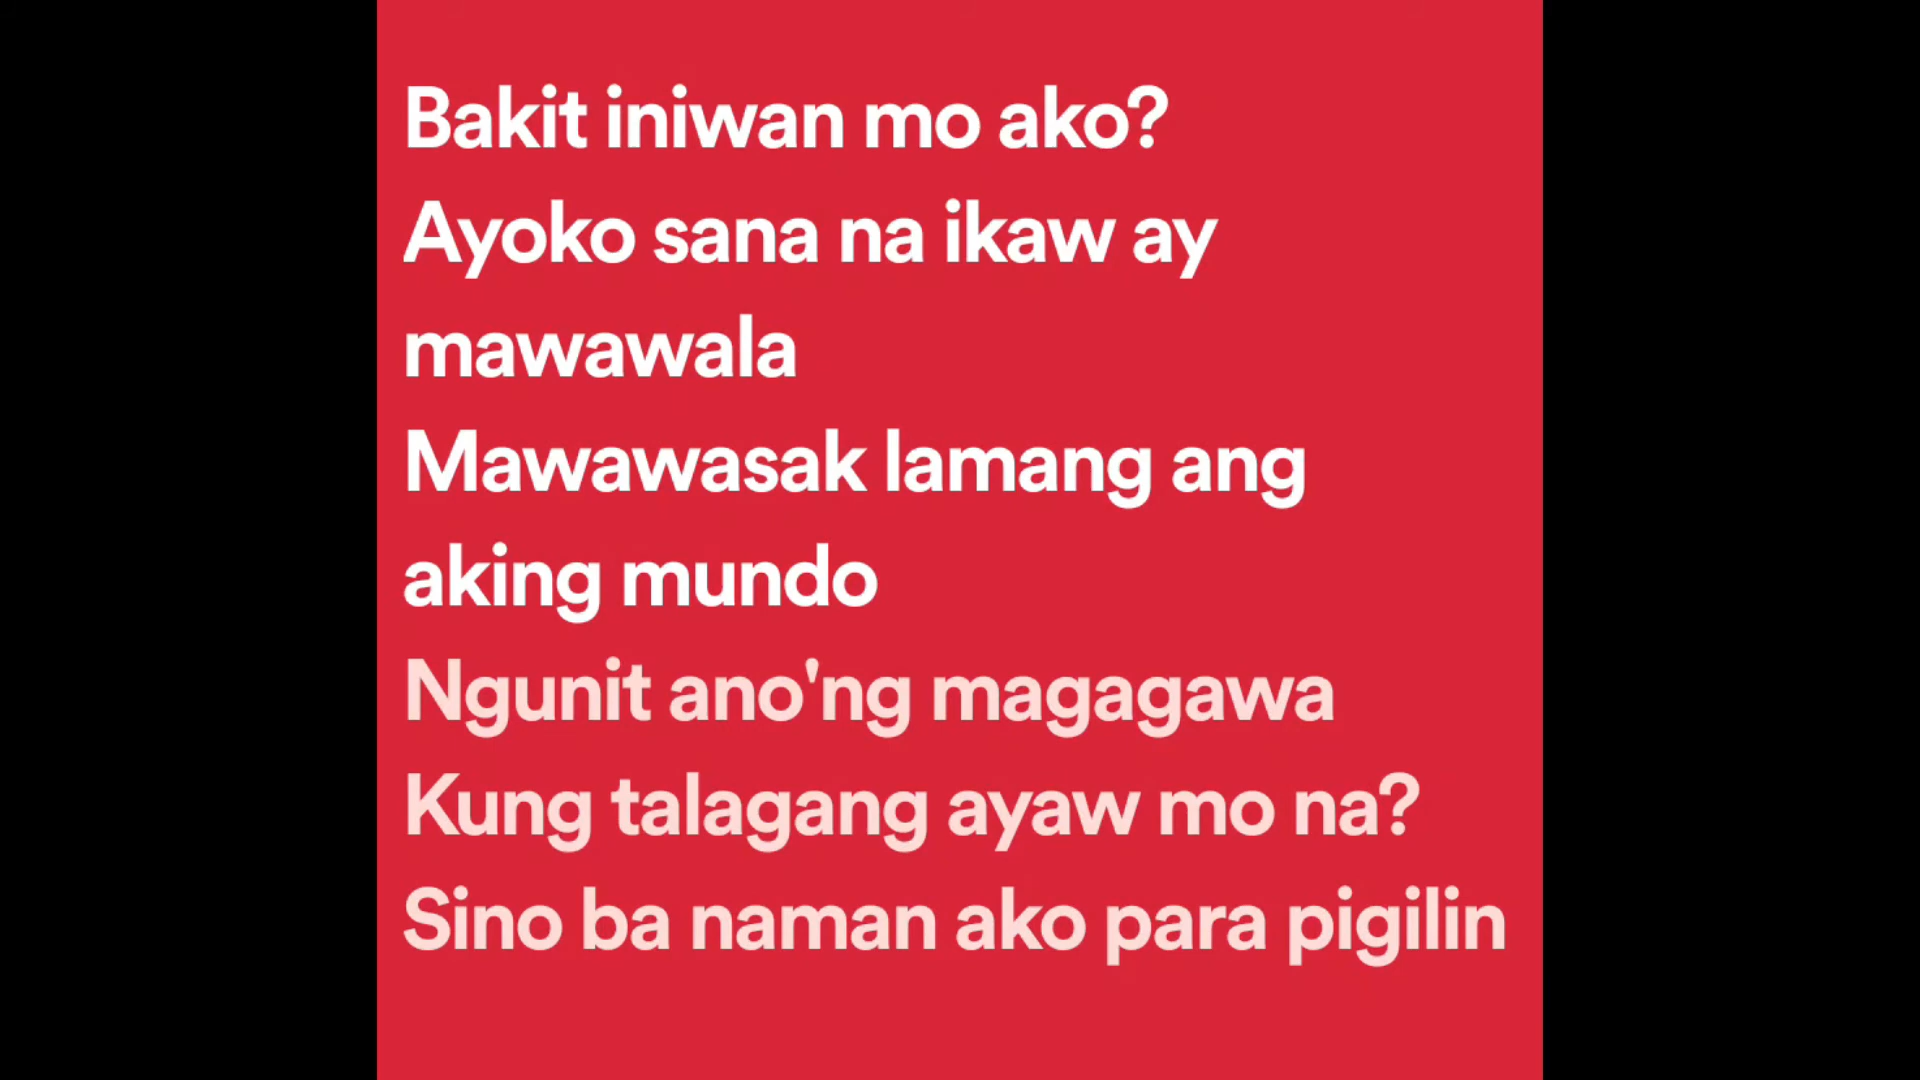 Bakit iniwan mo ako?
Ayoko sana na ikaw ay
mawawala
Mawawasak lamang ang
aking mundo
Ngunit ano'ng magagawa
Kung talagang ayaw mo na?
Sino ba naman ako para pigilin